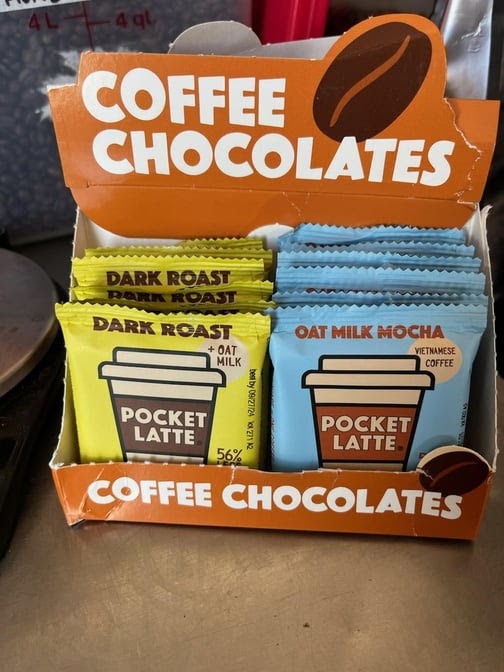 4L
4 qt
COFFEE
CHOCOLATES
DARK ROAST
DARK ROAST
DARK ROAST
+ OAT
MILK
POCKET
LATTE
56%
OAT MILK MOCHA
VIETNAMESE
COFFEE
POCKET
LATTE
COFFEE CHOCOLATES